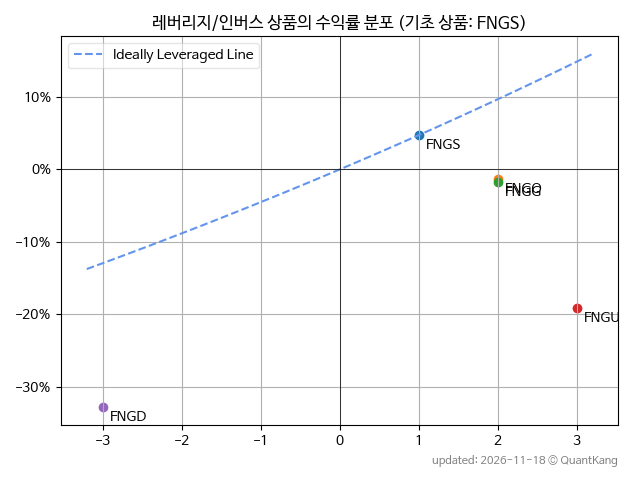 레버리지/인버스 상품의 수익률 분포 (기초 상품: FNGS)
Ideally Leveraged Line
10%
0%
−10%
−20%
−30%
FNGS
FNGO
FNGG
FNGU
FNGD
−3
−2
−1
0
1
2
3
updated: 2026-11-18 © QuantKang